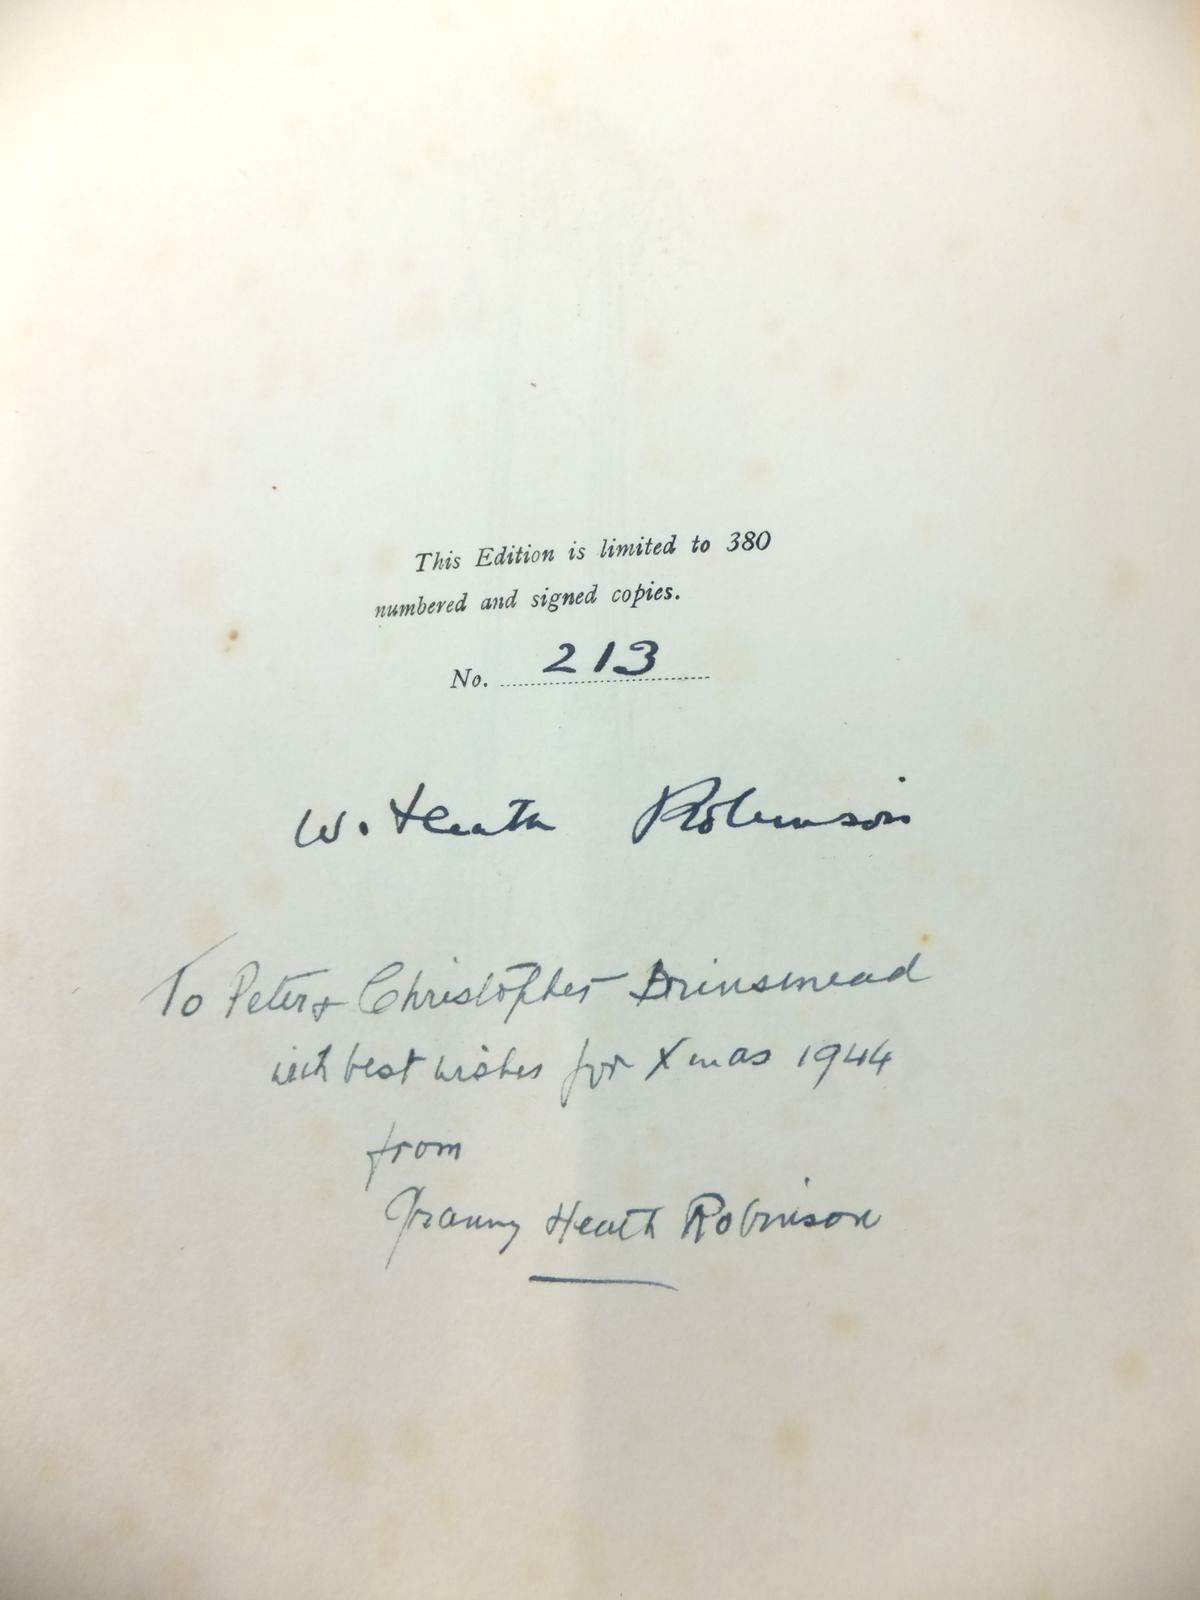 This Edition is limited to 380
numbered and signed copies.
No. 213
W. Heath Robinson
To Peter & Christopher Brinsmead
with best wishes for Xmas 1944
from
Granny Heath Robinson